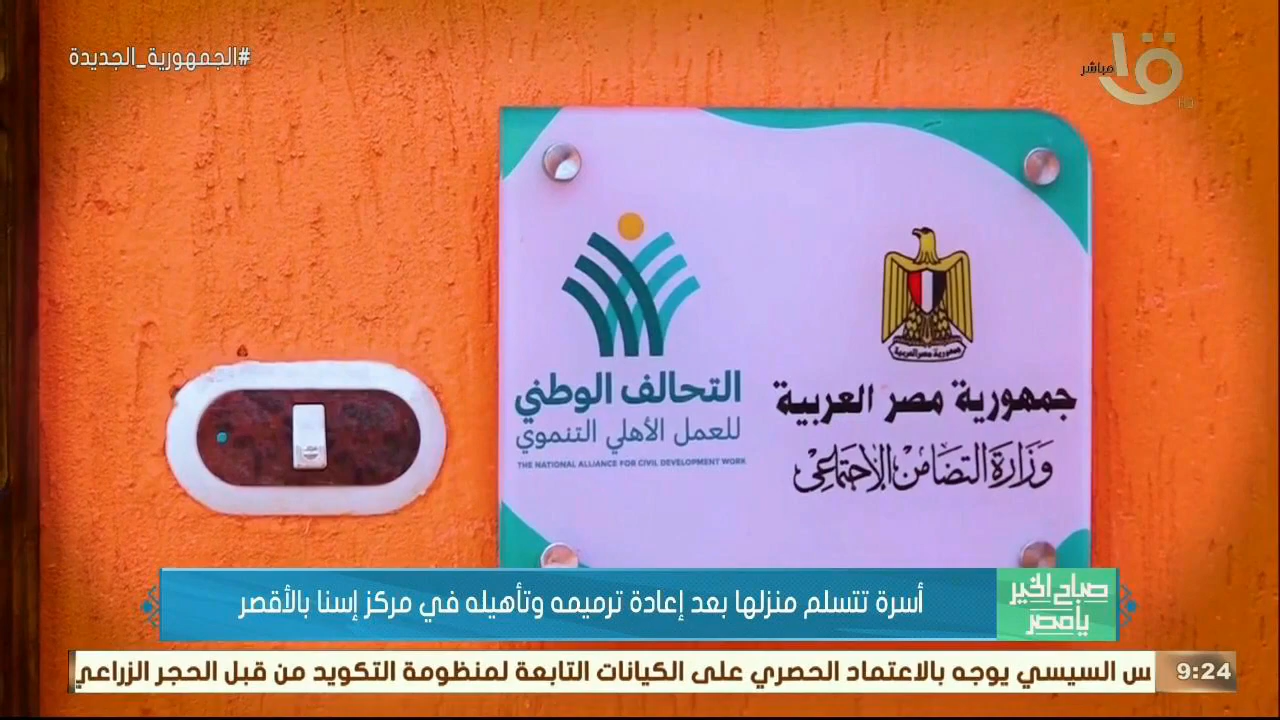 #الجمهورية_الجديدة
مباشر
HD
التحالف الوطني
للعمل الأهلي التنموي
THE NATIONAL ALLIANCE FOR CIVIL DEVELOPMENT WORK
جمهورية مصر العربية
جمهورية مصر العربية
وزارة التضامن الاجتماعى
أسرة تتسلم منزلها بعد إعادة ترميمه وتأهيله في مركز إسنا بالأقصر
صباح الخير
يا مصر
س السيسي يوجه بالاعتماد الحصري على الكيانات التابعة لمنظومة التكويد من قبل الحجر الزراعي
9:24